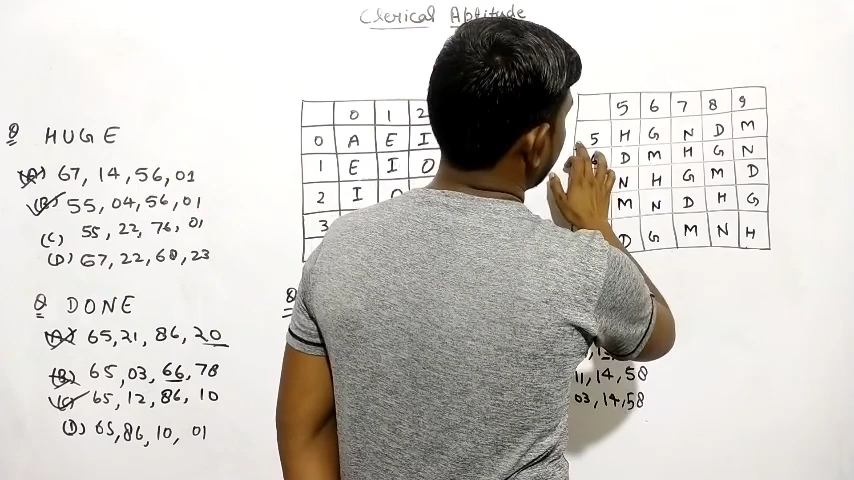 Clerical Aptitude
Q HUGE
(A) 67, 14, 56, 01
(B) 55, 04, 56, 01
(C) 55, 22, 76, 01
(D) 67, 22, 68, 23
Q DONE
(A) 65, 21, 86, 20
(B) 65, 03, 66, 78
(C) 65, 12, 86, 10
(D) 65, 86, 10, 01
0 1 2
0 A E I
1 E I O
2 I O
3
Q
5 6 7 8 9
5 H G N D M
D M H G N
N H G M D
M N D H G
D G M N H
11, 14, 58
03, 14, 58